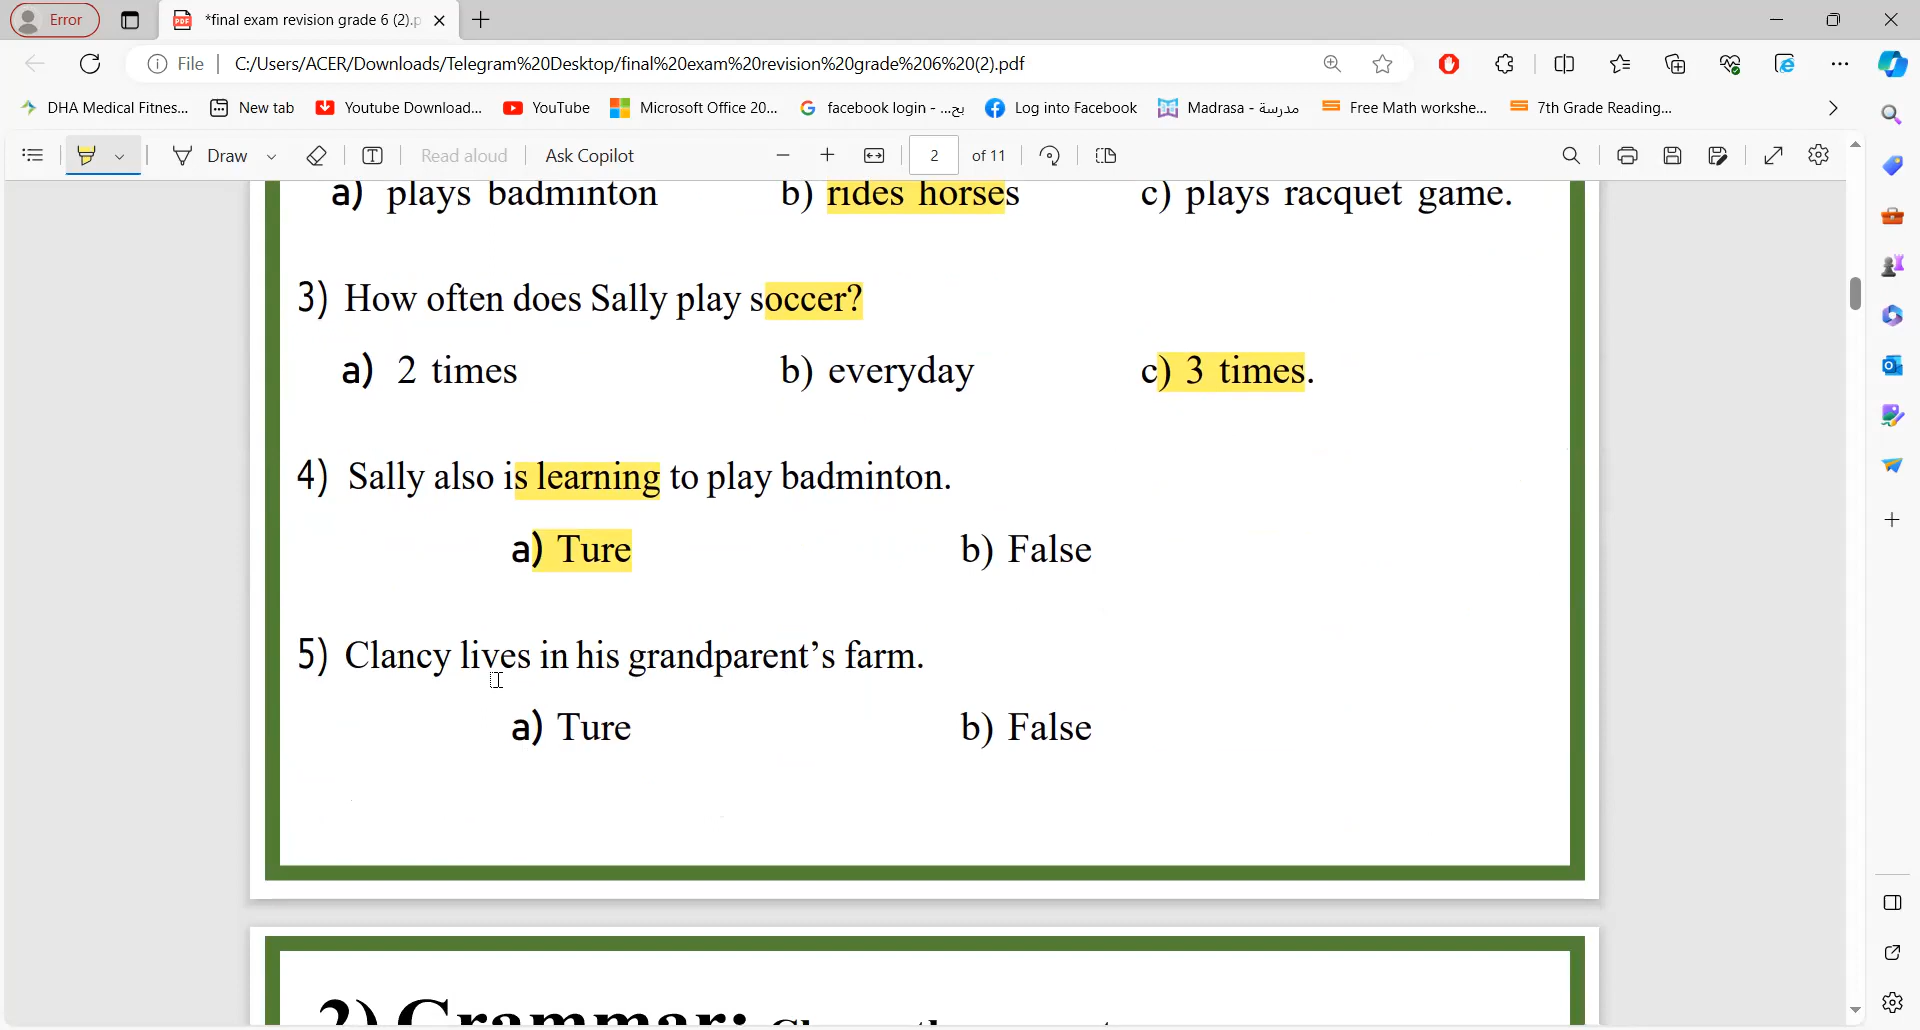 Error
*final exam revision grade 6 (2).p
File
C:/Users/ACER/Downloads/Telegram%20Desktop/final%20exam%20revision%20grade%206%20(2).pdf
DHA Medical Fitnes...
New tab
Youtube Download...
YouTube
Microsoft Office 20...
facebook login - ...بح
Log into Facebook
Madrasa - مدرسة
Free Math workshe...
7th Grade Reading...
Draw
Read aloud
Ask Copilot
2
of 11
a) plays badminton b) rides horses c) plays racquet game.
3) How often does Sally play soccer?
a) 2 times b) everyday c) 3 times.
4) Sally also is learning to play badminton.
a) Ture b) False
5) Clancy lives in his grandparent’s farm.
a) Ture b) False
2) Grammar: